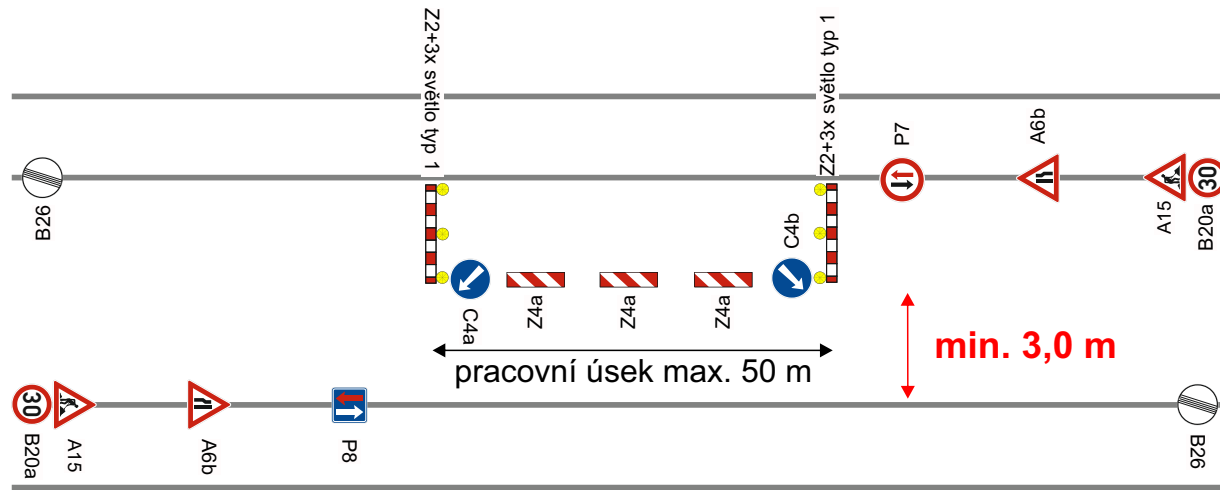 Z2+3x světlo typ 1
Z2+3x světlo typ 1
P7
A6b
A15
30
B20a
B26
C4b
C4a
Z4a
Z4a
Z4a
min. 3,0 m
pracovní úsek max. 50 m
30
B20a
A15
A6b
P8
B26